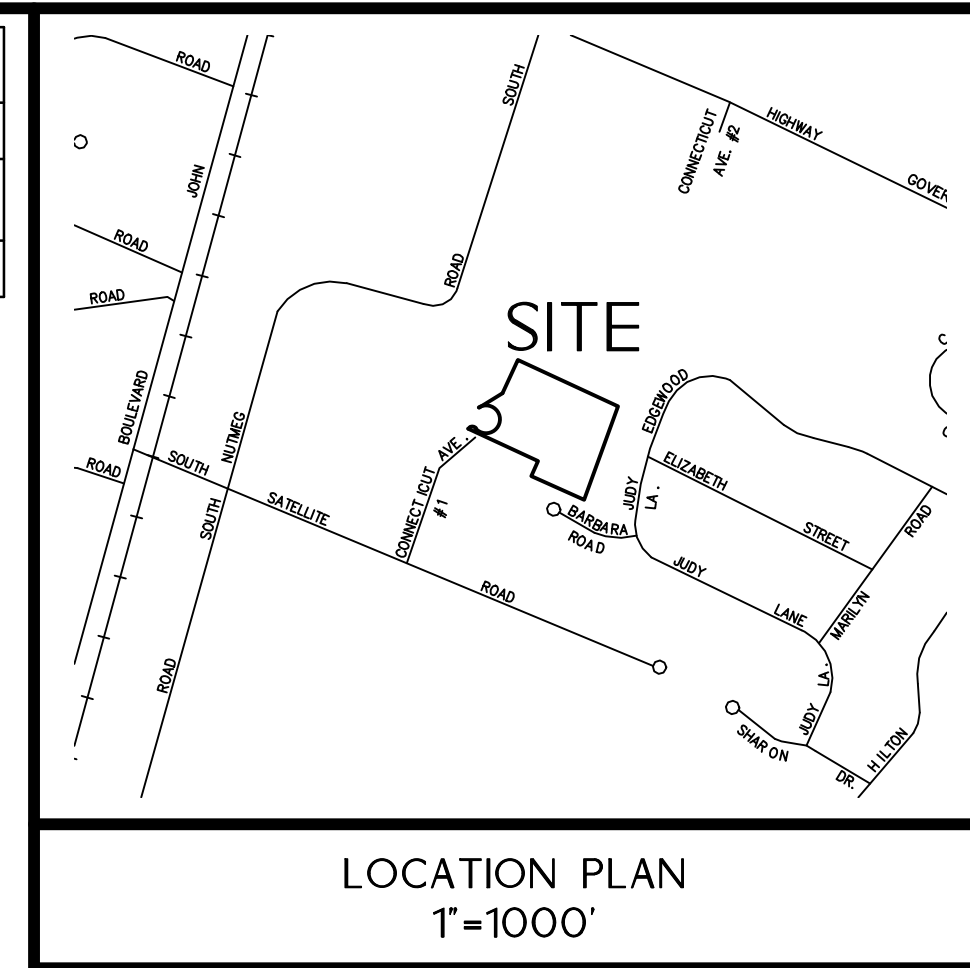 ROAD
SOUTH
CONNECTICUT
AVE. #2
HIGHWAY
JOHN
ROAD
ROAD
ROAD
SITE
BOULEVARD
NUTMEG
EDGEWOOD
ROAD
SOUTH
AVE.
ELIZABETH
SOUTH
SATELLITE
CONNECTICUT
#1
JUDY
LA.
BARBARA
ROAD
STREET
ROAD
JUDY
ROAD
LANE
MARILYN
ROAD
LA.
JUDY
SHARON
DR.
HILTON
LOCATION PLAN
1"=1000'